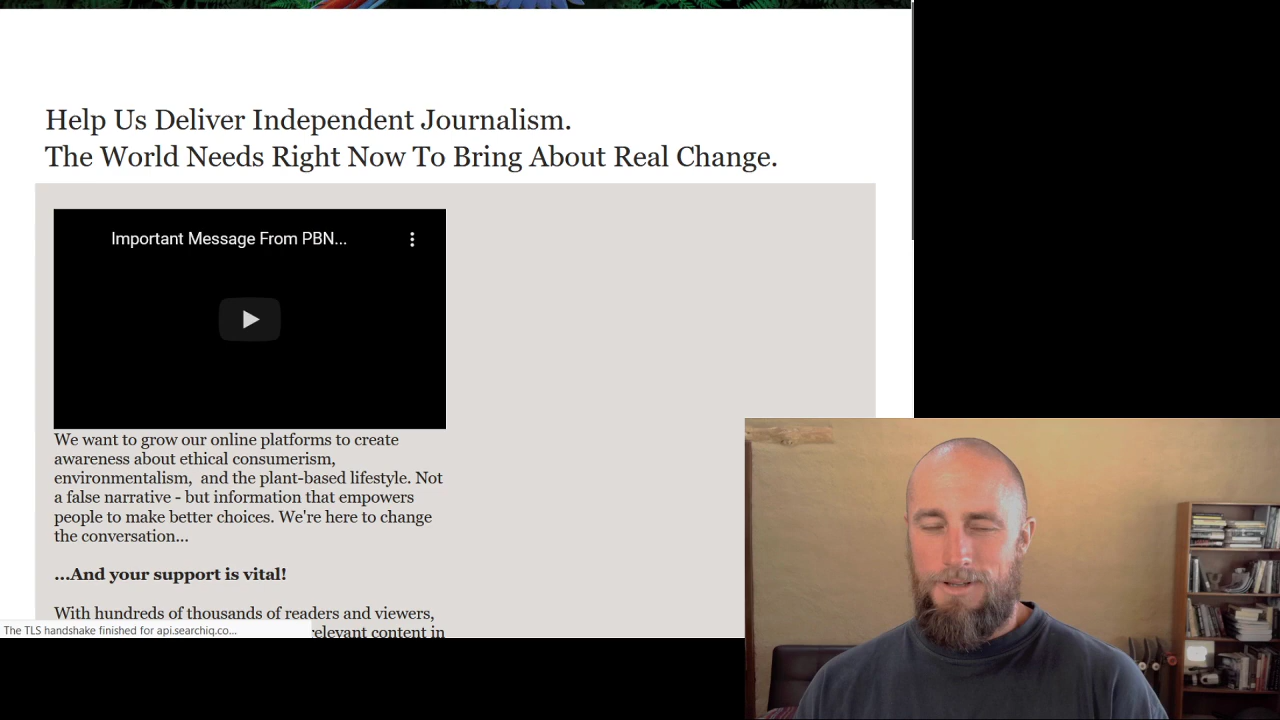 Help Us Deliver Independent Journalism.
The World Needs Right Now To Bring About Real Change.
Important Message From PBN...
We want to grow our online platforms to create
awareness about ethical consumerism,
environmentalism,  and the plant-based lifestyle. Not
a false narrative - but information that empowers
people to make better choices. We're here to change
the conversation...
...And your support is vital!
With hundreds of thousands of readers and viewers,
relevant content in
The TLS handshake finished for api.searchiq.co...